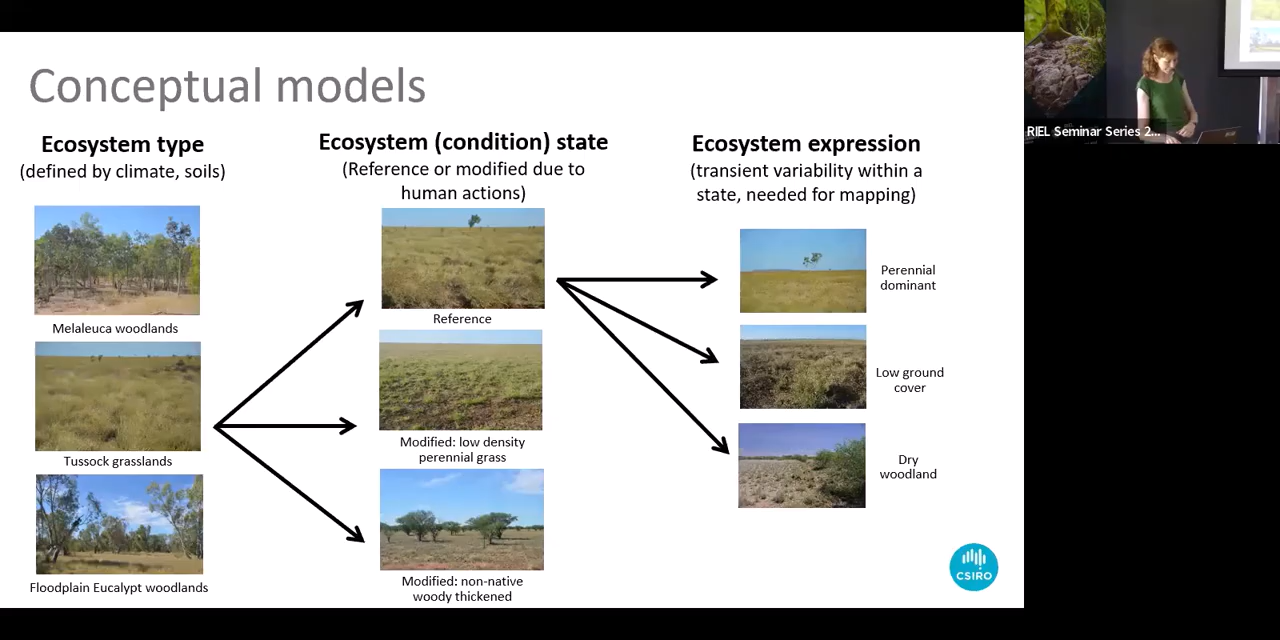 Conceptual models
Ecosystem type
(defined by climate, soils)
Melaleuca woodlands
Tussock grasslands
Floodplain Eucalypt woodlands
Ecosystem (condition) state
(Reference or modified due to
human actions)
Reference
Modified: low density
perennial grass
Modified: non-native
woody thickened
Ecosystem expression
(transient variability within a
state, needed for mapping)
Perennial
dominant
Low ground
cover
Dry
woodland
CSIRO
RIEL Seminar Series 2...